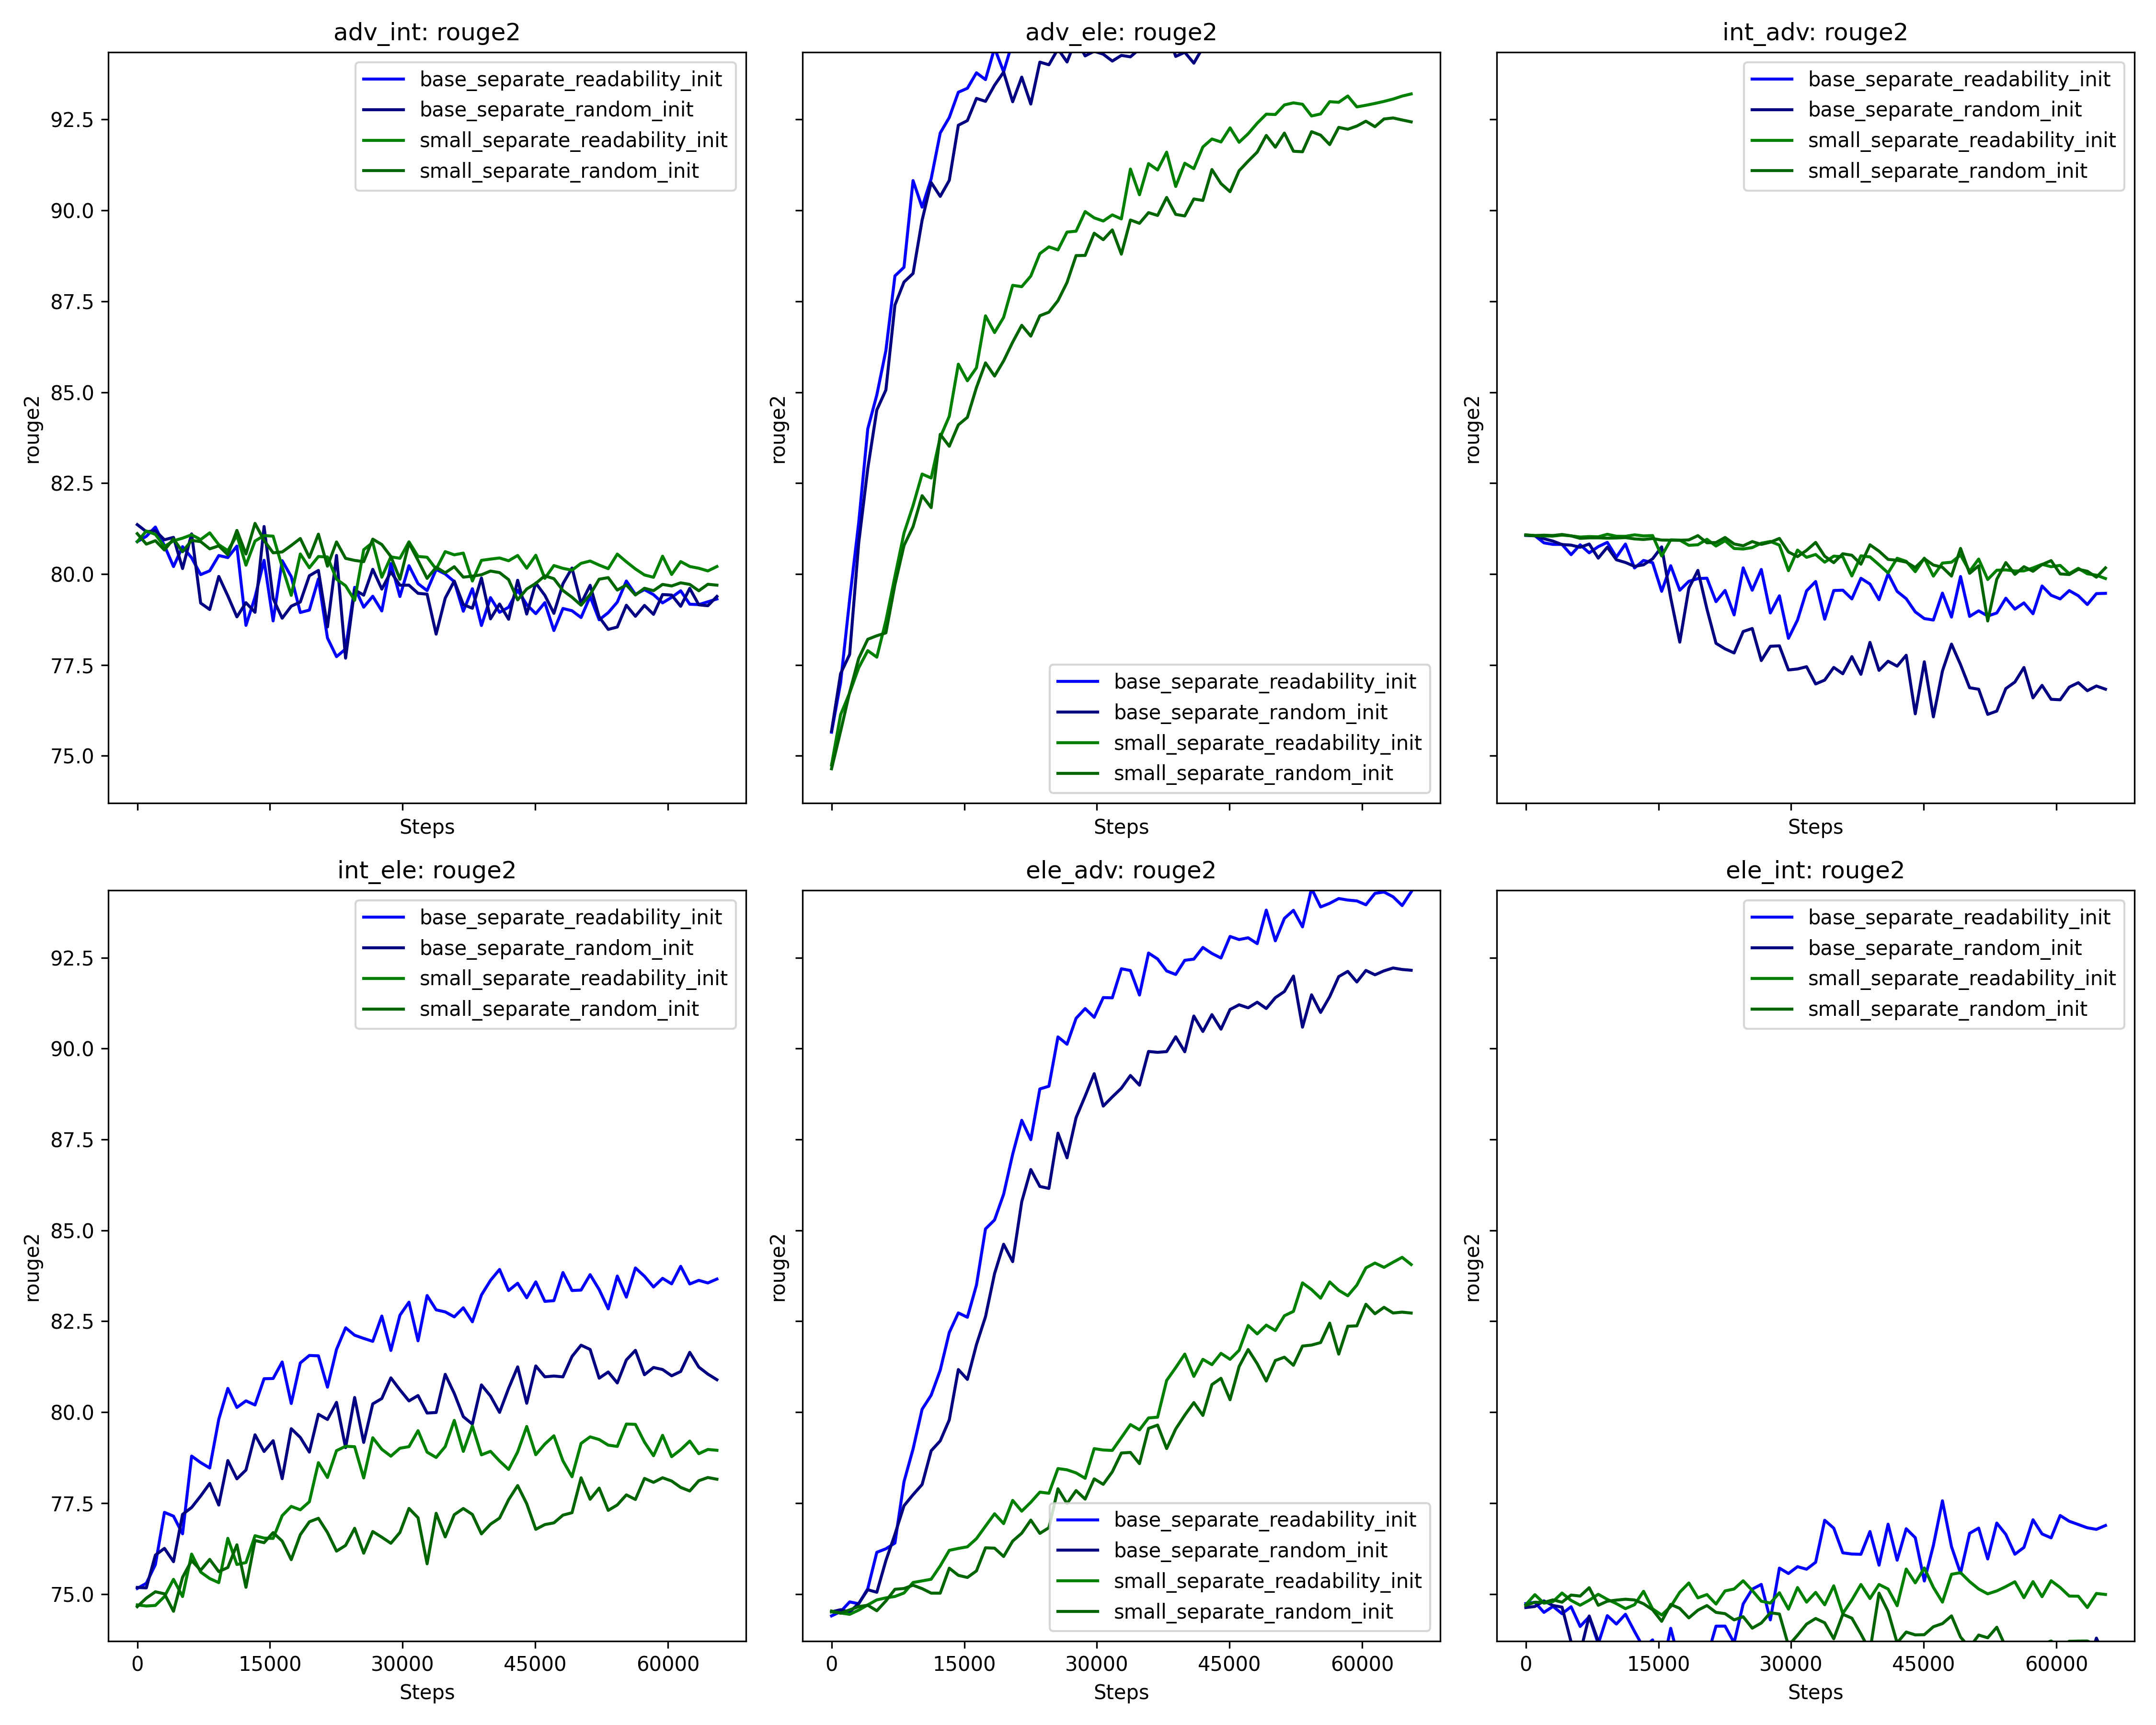 adv_int: rouge2
base_separate_readability_init
base_separate_random_init
small_separate_readability_init
small_separate_random_init
92.5
90.0
87.5
85.0
82.5
80.0
77.5
75.0
rouge2
Steps
adv_ele: rouge2
rouge2
base_separate_readability_init
base_separate_random_init
small_separate_readability_init
small_separate_random_init
Steps
int_adv: rouge2
base_separate_readability_init
base_separate_random_init
small_separate_readability_init
small_separate_random_init
rouge2
Steps
int_ele: rouge2
base_separate_readability_init
base_separate_random_init
small_separate_readability_init
small_separate_random_init
92.5
90.0
87.5
85.0
82.5
80.0
77.5
75.0
rouge2
0 15000 30000 45000 60000
Steps
ele_adv: rouge2
rouge2
base_separate_readability_init
base_separate_random_init
small_separate_readability_init
small_separate_random_init
0 15000 30000 45000 60000
Steps
ele_int: rouge2
base_separate_readability_init
base_separate_random_init
small_separate_readability_init
small_separate_random_init
rouge2
0 15000 30000 45000 60000
Steps